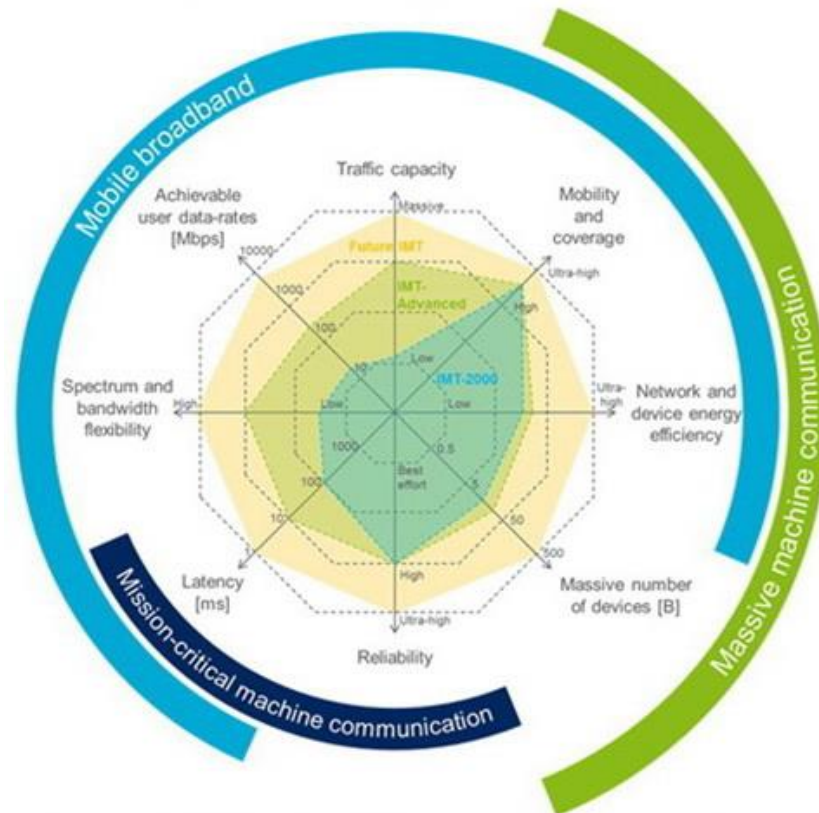 Mobile broadband
Massive machine communication
Mission-critical machine communication
Traffic capacity
Massive
Achievable
user data-rates
[Mbps]
10000
1000
100
10
Mobility
and
coverage
Ultra-high
High
Low
Future IMT
IMT-
Advanced
IMT-2000
Spectrum and
bandwidth
flexibility
High
Low
Low
Ultra-
high
Network and
device energy
efficiency
1000
100
10
1
Latency
[ms]
Best
effort
High
Ultra-high
Reliability
0.5
5
50
500
Massive number
of devices [B]